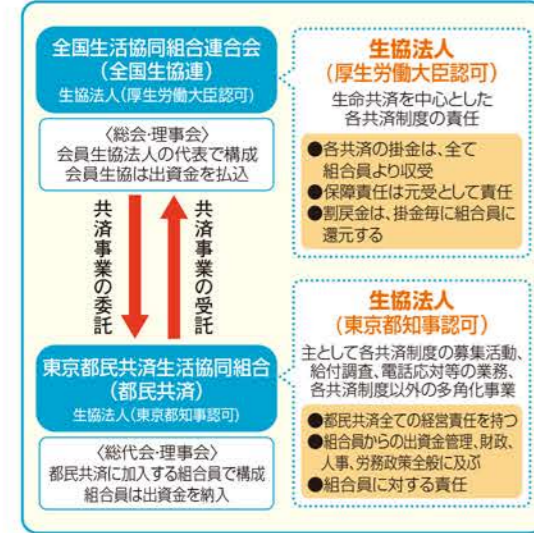 全国生活協同組合連合会
(全国生協連)
生協法人(厚生労働大臣認可)
〈総会・理事会〉
会員生協法人の代表で構成
会員生協は出資金を払込
生協法人
(厚生労働大臣認可)
生命共済を中心とした
各共済制度の責任
●各共済の掛金は、全て
組合員より収受
●保障責任は元受として責任
●割戻金は、掛金毎に組合員に
還元する
共済事業の委託
共済事業の受託
東京都民共済生活協同組合
(都民共済)
生協法人(東京都知事認可)
〈総代会・理事会〉
都民共済に加入する組合員で構成
組合員は出資金を納入
生協法人
(東京都知事認可)
主として各共済制度の募集活動、
給付調査、電話応対等の業務、
各共済制度以外の多角化事業
●都民共済全ての経営責任を持つ
●組合員からの出資金管理、財政、
人事、労務政策全般に及ぶ
●組合員に対する責任